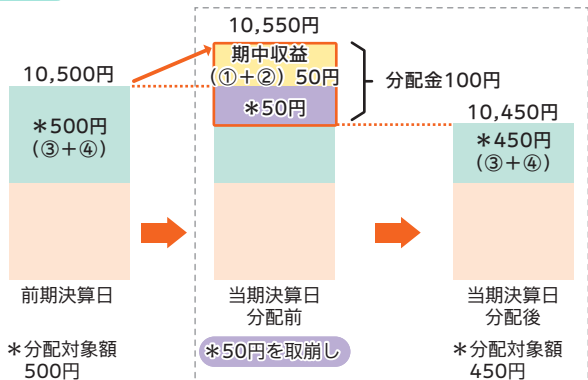 10,550円
期中収益
(①+②) 50円
分配金100円
10,500円
*50円
10,450円
*500円
(③+④)
*450円
(③+④)
前期決算日
当期決算日
分配前
当期決算日
分配後
*分配対象額
500円
*50円を取崩し
*分配対象額
450円